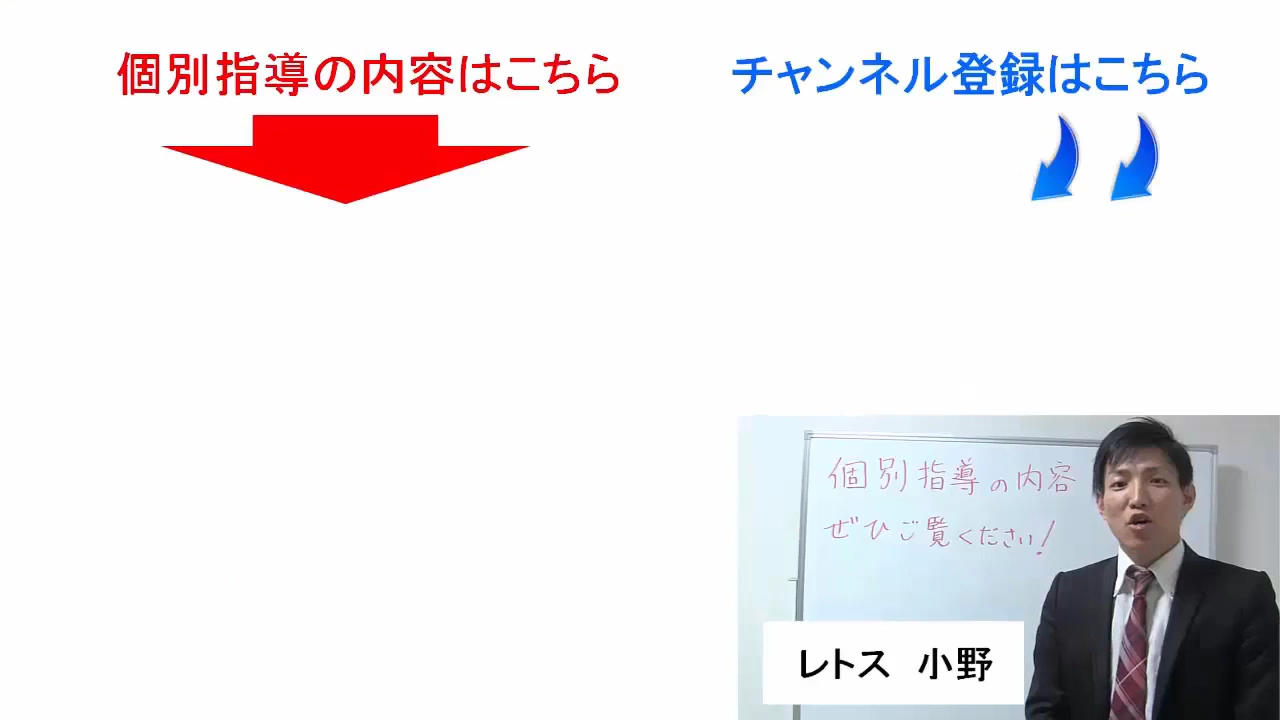 個別指導の内容はこちら
チャンネル登録はこちら
個別指導の内容
ぜひご覧ください!
レトス 小野